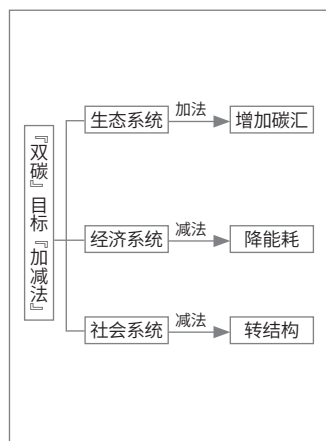 『双碳』目标『加减法』
生态系统
加法
增加碳汇
经济系统
减法
降能耗
社会系统
减法
转结构